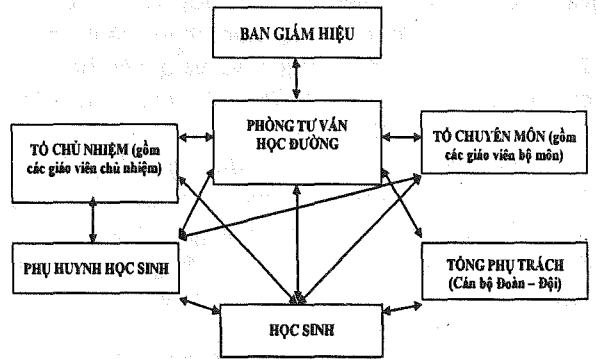 BAN GIÁM HIỆU
PHÒNG TƯ VẤN
HỌC ĐƯỜNG
TỔ CHỦ NHIỆM (gồm
các giáo viên chủ nhiệm)
TỔ CHUYÊN MÔN (gồm
các giáo viên bộ môn)
PHỤ HUYNH HỌC SINH
TỔNG PHỤ TRÁCH
(Cán bộ Đoàn – Đội)
HỌC SINH